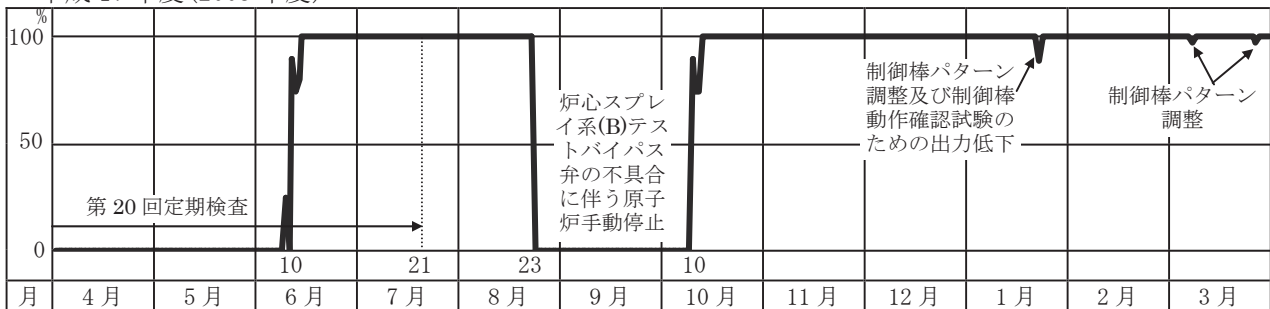 %
100
50
0
第 20 回定期検査
炉心スプレ
イ系(B)テス
トバイパス
弁の不具合
に伴う原子
炉手動停止
制御棒パターン
調整及び制御棒
動作確認試験の
ための出力低下
制御棒パターン
調整
10 21 23 10
月 4 月 5 月 6 月 7 月 8 月 9 月 10 月 11 月 12 月 1 月 2 月 3 月